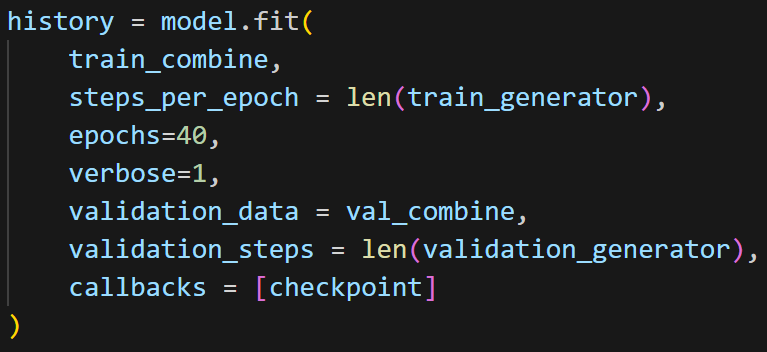 history = model.fit(
    train_combine,
    steps_per_epoch = len(train_generator),
    epochs=40,
    verbose=1,
    validation_data = val_combine,
    validation_steps = len(validation_generator),
    callbacks = [checkpoint]
)